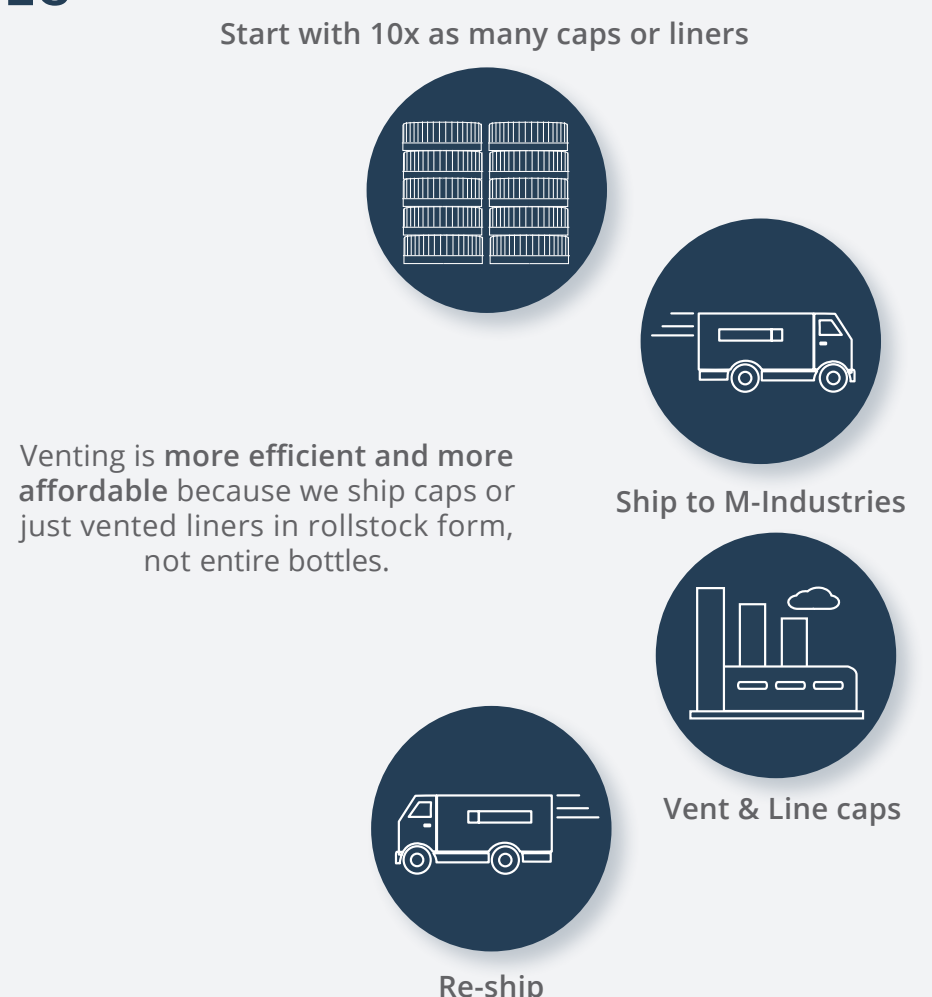 Start with 10x as many caps or liners
Ship to M-Industries
Venting is more efficient and more
affordable because we ship caps or
just vented liners in rollstock form,
not entire bottles.
Vent & Line caps
Re-ship